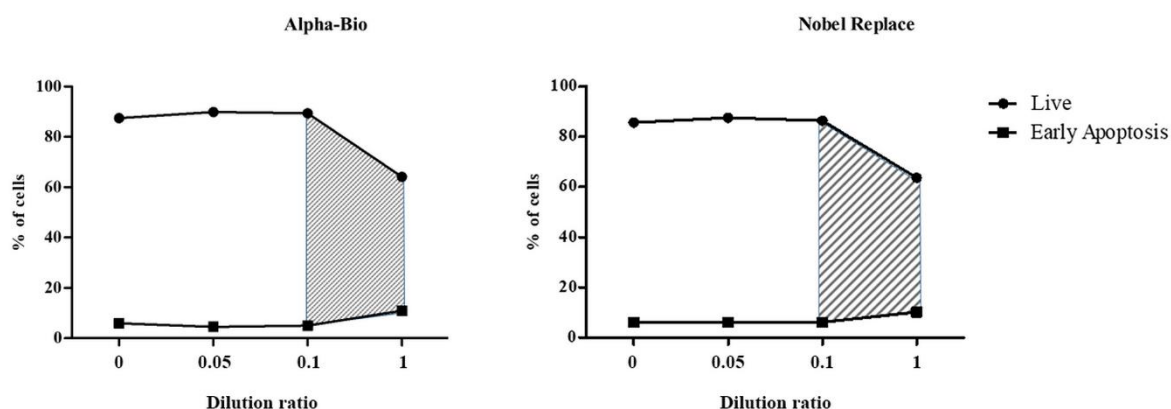 Alpha-Bio
100
80
60
40
20
0
% of cells
0 0.05 0.1 1
Dilution ratio
Nobel Replace
100
80
60
40
20
0
% of cells
0 0.05 0.1 1
Dilution ratio
Live
Early Apoptosis